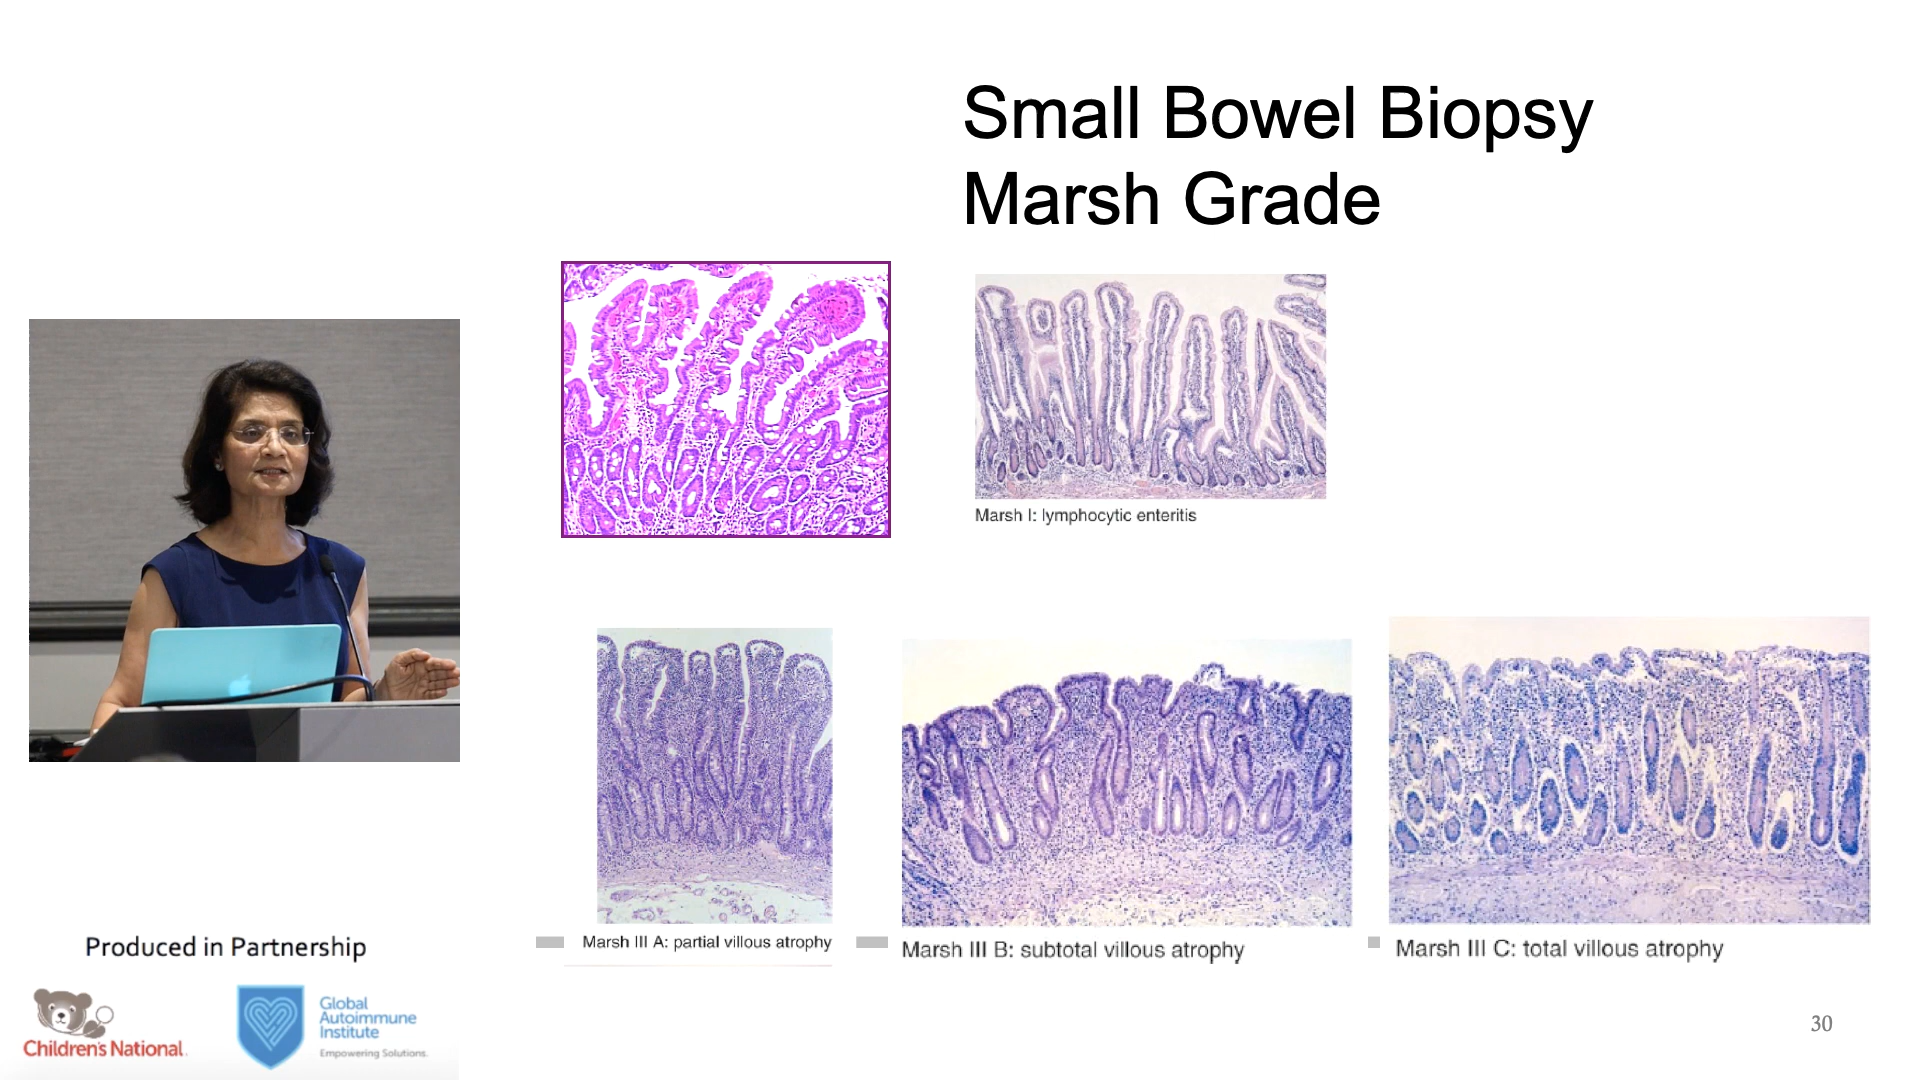 Small Bowel Biopsy
Marsh Grade
Marsh I: lymphocytic enteritis
Marsh III A: partial villous atrophy
Marsh III B: subtotal villous atrophy
Marsh III C: total villous atrophy
Produced in Partnership
Children's National
Global
Autoimmune
Institute
Empowering Solutions.
30